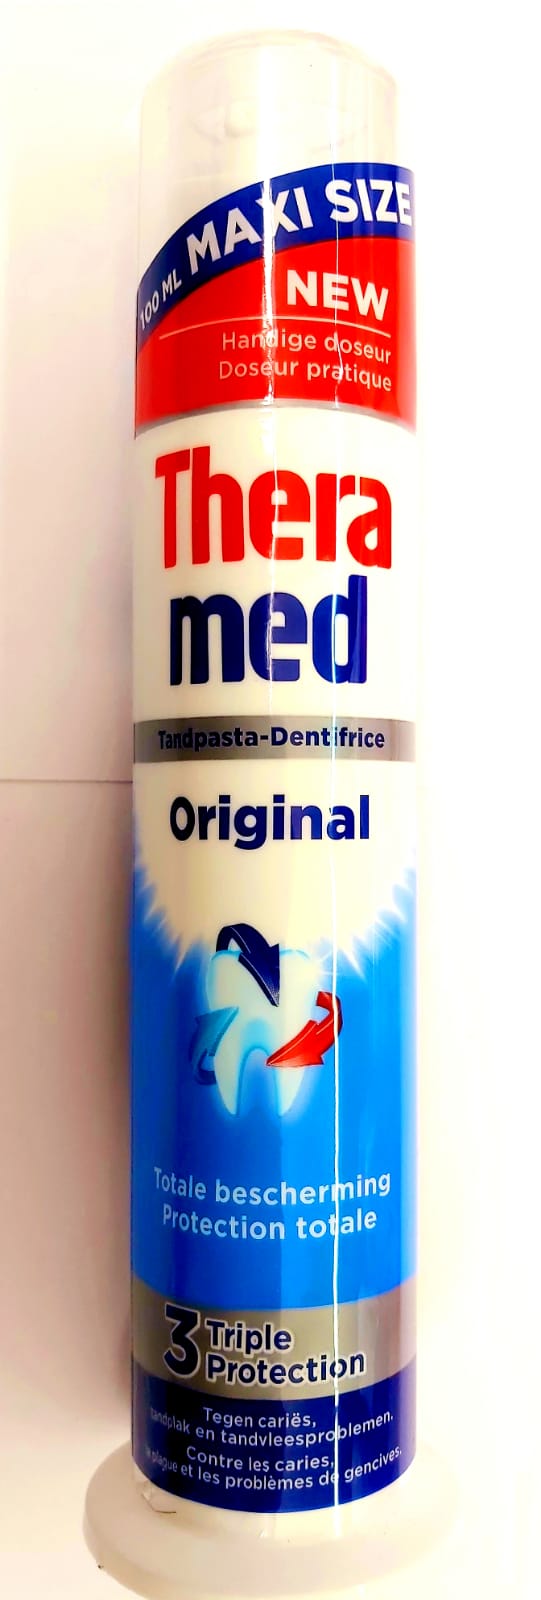 100 ML MAXI SIZE
NEW
Handige doseur
Doseur pratique
Thera
med
Tandpasta-Dentifrice
Original
Totale bescherming
Protection totale
3 Triple
Protection
Tegen cariës,
tandplak en tandvleesproblemen.
Contre les caries,
la plaque et les problèmes de gencives.